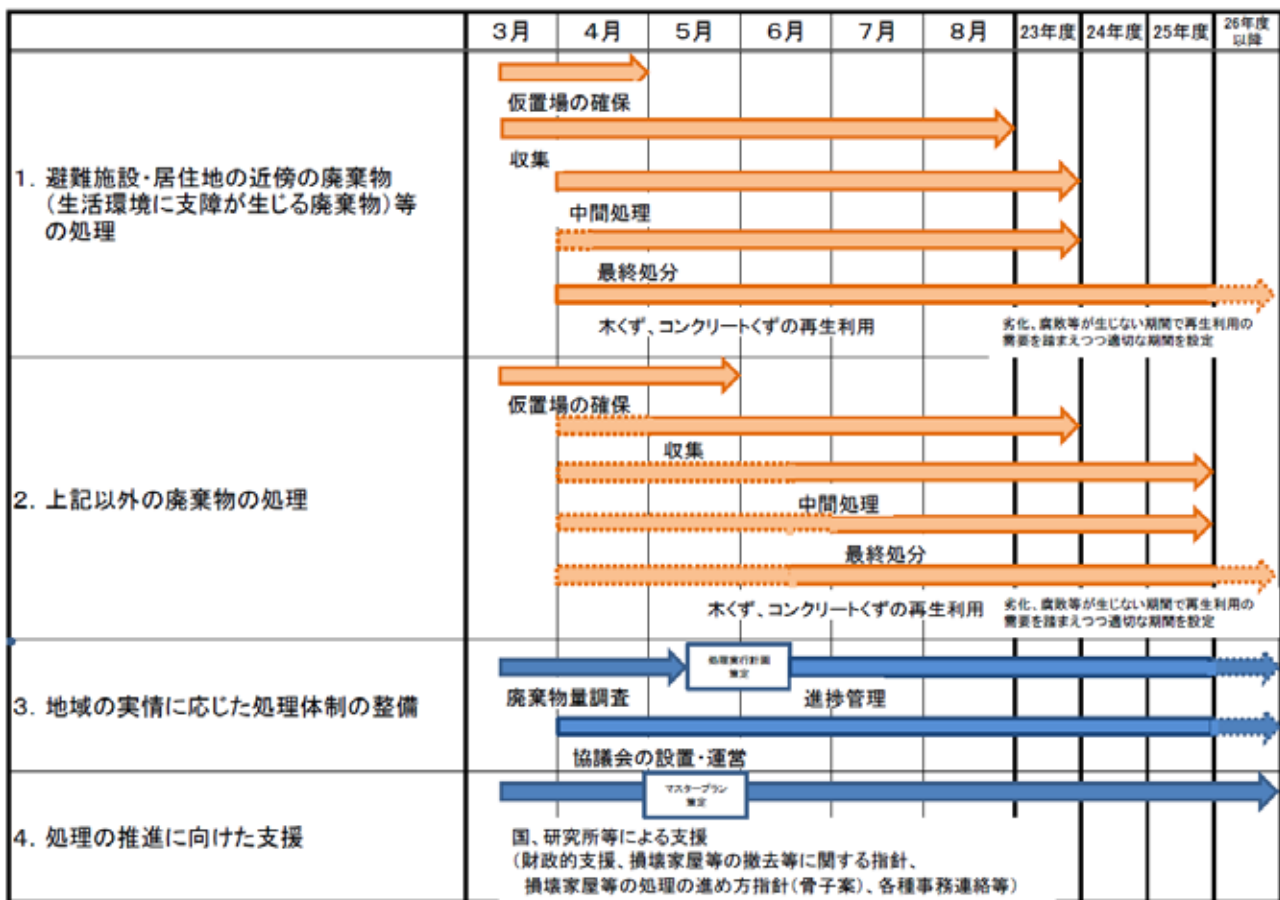 3月 4月 5月 6月 7月 8月 23年度 24年度 25年度 26年度
以降
1. 避難施設・居住地の近傍の廃棄物
(生活環境に支障が生じる廃棄物)等
の処理
仮置場の確保
収集
中間処理
最終処分
木くず、コンクリートくずの再生利用
劣化、腐敗等が生じない期間で再生利用の
需要を踏まえつつ適切な期間を設定
2. 上記以外の廃棄物の処理
仮置場の確保
収集
中間処理
最終処分
木くず、コンクリートくずの再生利用
劣化、腐敗等が生じない期間で再生利用の
需要を踏まえつつ適切な期間を設定
3. 地域の実情に応じた処理体制の整備
処理実行計画
策定
廃棄物量調査
進捗管理
協議会の設置・運営
4. 処理の推進に向けた支援
マスタープラン
策定
国、研究所等による支援
(財政的支援、損壊家屋等の撤去等に関する指針、
損壊家屋等の処理の進め方指針(骨子案)、各種事務連絡等)